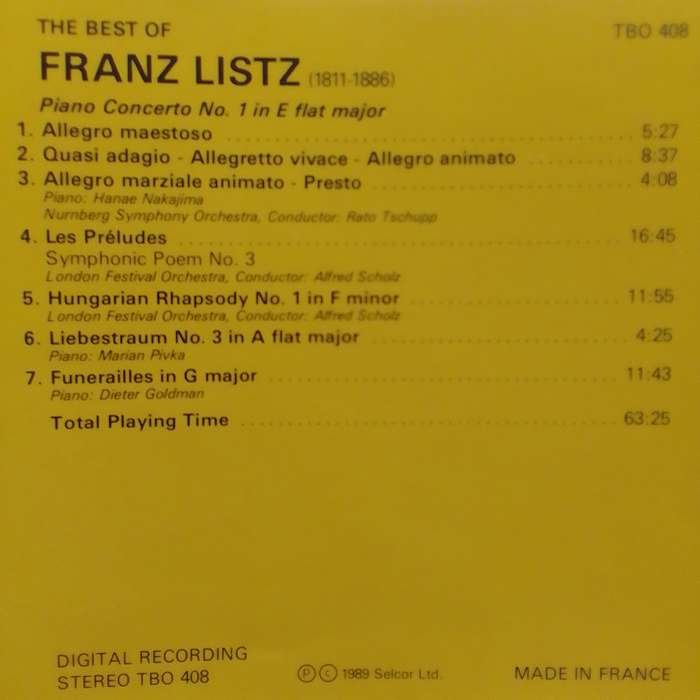 THE BEST OF TBO 408
FRANZ LISTZ (1811-1886)
Piano Concerto No. 1 in E flat major
1. Allegro maestoso 5:27
2. Quasi adagio - Allegretto vivace - Allegro animato 8:37
3. Allegro marziale animato - Presto 4:08
Piano: Hanae Nakajima
Nurnberg Symphony Orchestra, Conductor: Rato Tschupp
4. Les Préludes 16:45
Symphonic Poem No. 3
London Festival Orchestra, Conductor: Alfred Scholz
5. Hungarian Rhapsody No. 1 in F minor 11:55
London Festival Orchestra, Conductor: Alfred Scholz
6. Liebestraum No. 3 in A flat major 4:25
Piano: Marian Pivka
7. Funerailles in G major 11:43
Piano: Dieter Goldman
Total Playing Time 63:25
DIGITAL RECORDING
STEREO TBO 408
Ⓟ © 1989 Selcor Ltd.
MADE IN FRANCE